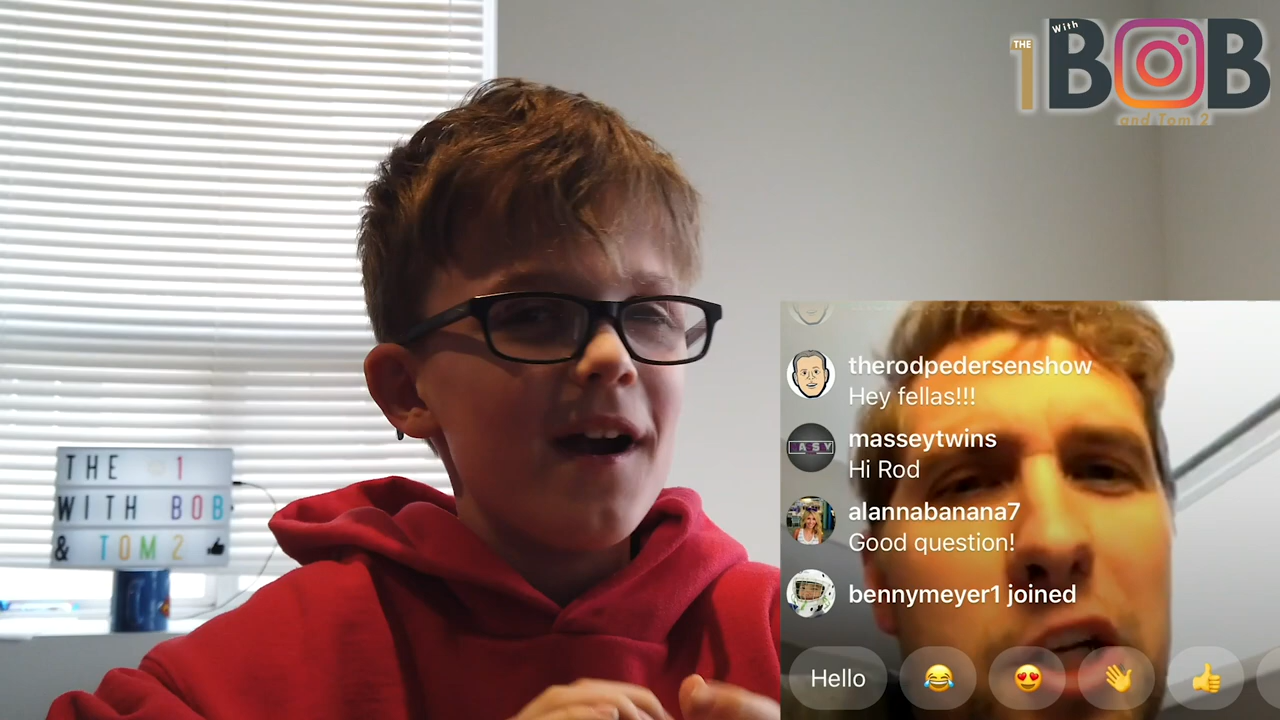 THE
1
With
BOB
and Tom 2
THE 1
WITH BOB
& TOM 2
therodpedersenshow
Hey fellas!!!
masseytwins
Hi Rod
alannabanana7
Good question!
bennymeyer1 joined
Hello